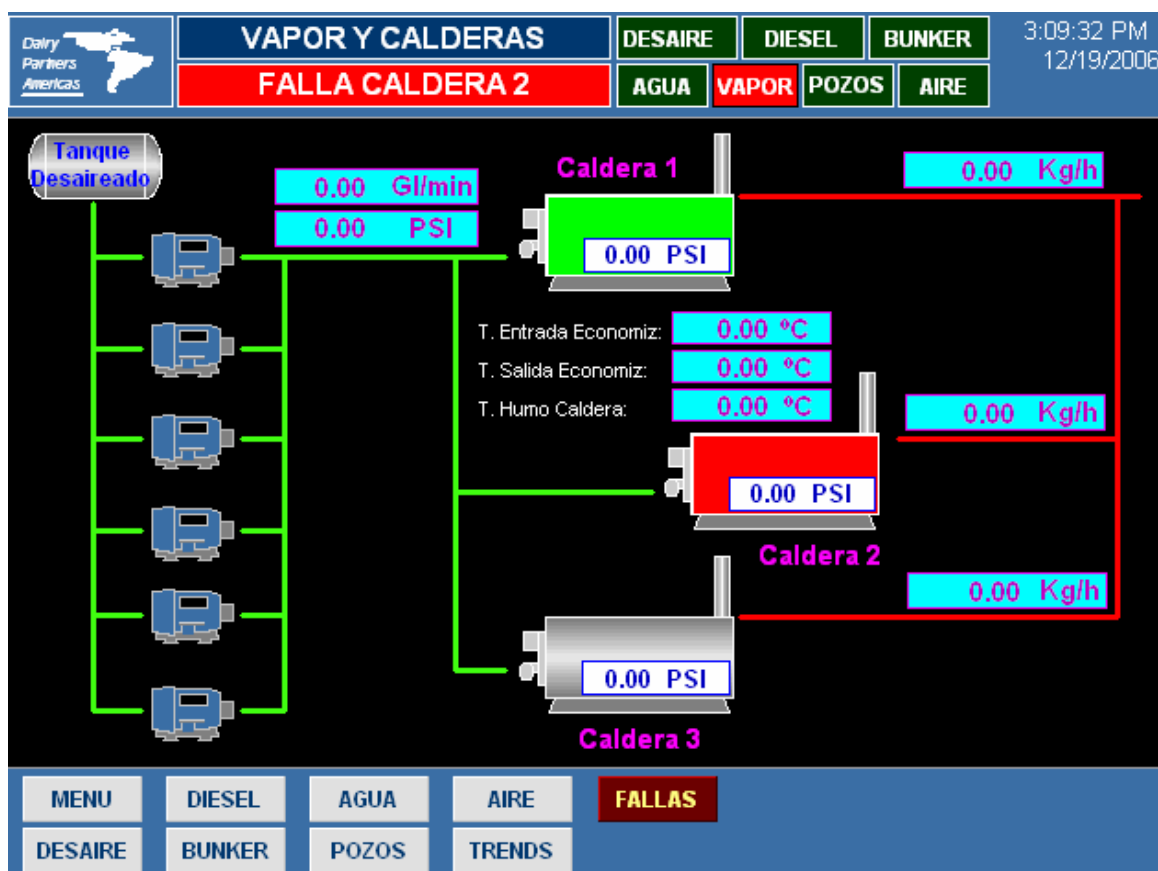 Dairy
Partners
Americas
VAPOR Y CALDERAS
FALLA CALDERA 2
DESAIRE
DIESEL
BUNKER
AGUA
VAPOR
POZOS
AIRE
3:09:32 PM
12/19/2006
Tanque
Desaireado
0.00 Gl/min
0.00 PSI
Caldera 1
0.00 Kg/h
0.00 PSI
T. Entrada Economiz: 0.00 ºC
T. Salida Economiz: 0.00 ºC
T. Humo Caldera: 0.00 ºC
0.00 Kg/h
0.00 PSI
Caldera 2
0.00 Kg/h
0.00 PSI
Caldera 3
MENU DIESEL AGUA AIRE FALLAS
DESAIRE BUNKER POZOS TRENDS